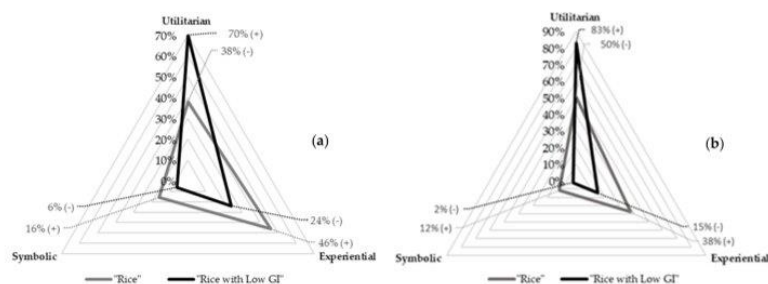 Utilitarian
70% (+)
38% (-)
70%
60%
50%
40%
30%
20%
10%
0%
(a)
6% (-)
16% (+)
24% (-)
46% (+)
Symbolic
Experiential
"Rice"
"Rice with Low GI"
Utilitarian
83% (+)
50% (-)
90%
80%
70%
60%
50%
40%
30%
20%
10%
0%
(b)
2% (-)
12% (+)
15% (-)
38% (+)
Symbolic
Experiential
"Rice"
"Rice with Low GI"